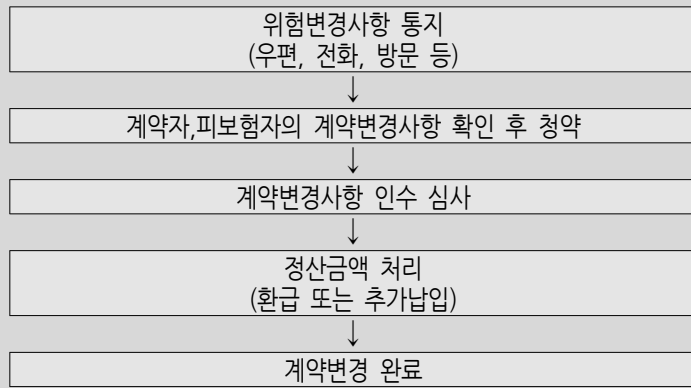 위험변경사항 통지
(우편, 전화, 방문 등)
↓
계약자,피보험자의 계약변경사항 확인 후 청약
↓
계약변경사항 인수 심사
↓
정산금액 처리
(환급 또는 추가납입)
↓
계약변경 완료